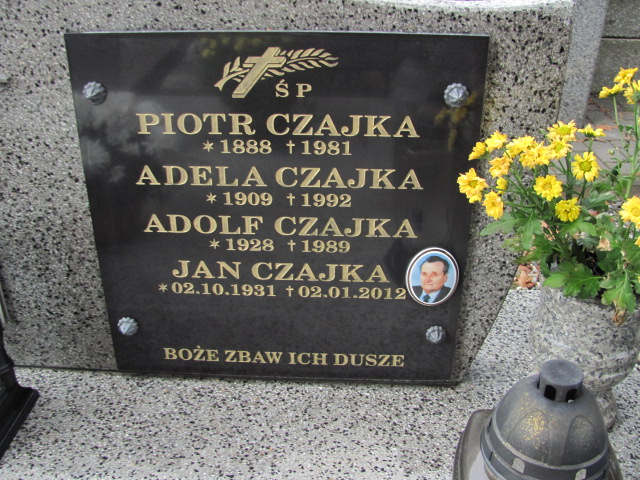 ŚP
PIOTR CZAJKA
*1888 †1981
ADELA CZAJKA
*1909 †1992
ADOLF CZAJKA
*1928 †1989
JAN CZAJKA
*02.10.1931 †02.01.2012
BOŻE ZBAW ICH DUSZE